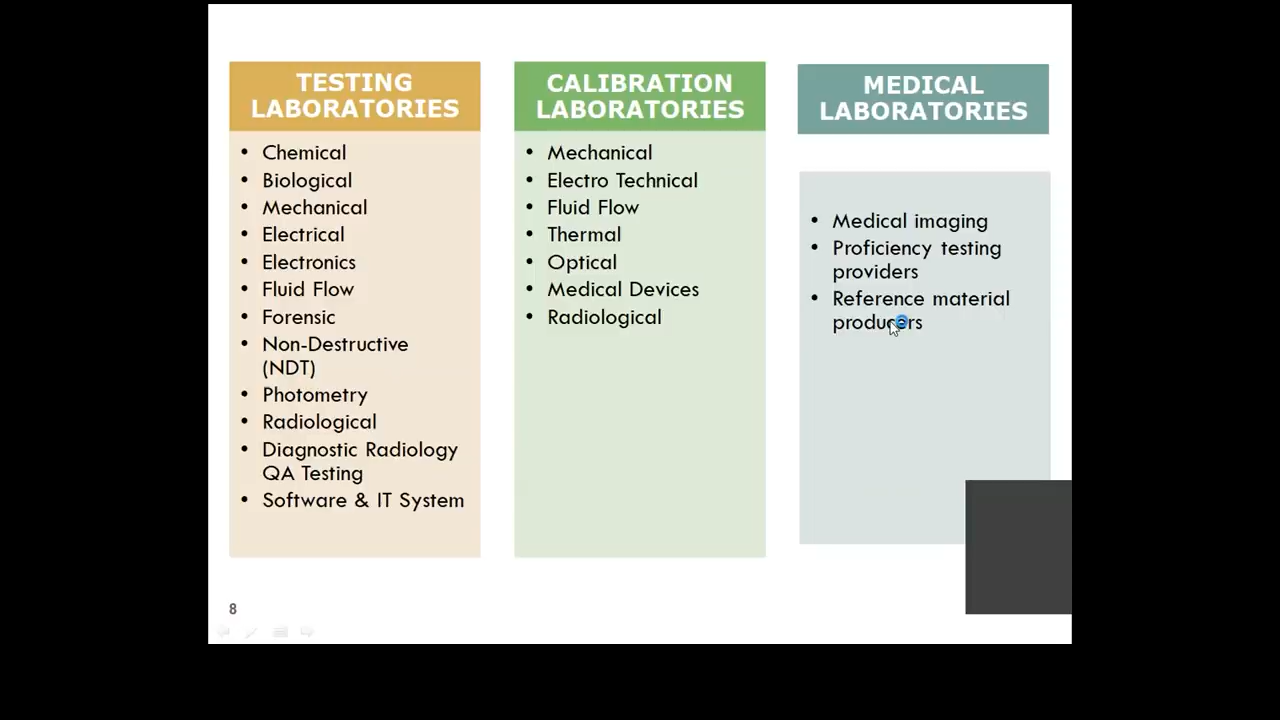 TESTING
LABORATORIES
• Chemical
• Biological
• Mechanical
• Electrical
• Electronics
• Fluid Flow
• Forensic
• Non-Destructive
(NDT)
• Photometry
• Radiological
• Diagnostic Radiology
QA Testing
• Software & IT System
CALIBRATION
LABORATORIES
• Mechanical
• Electro Technical
• Fluid Flow
• Thermal
• Optical
• Medical Devices
• Radiological
MEDICAL
LABORATORIES
• Medical imaging
• Proficiency testing
providers
• Reference material
producers
8